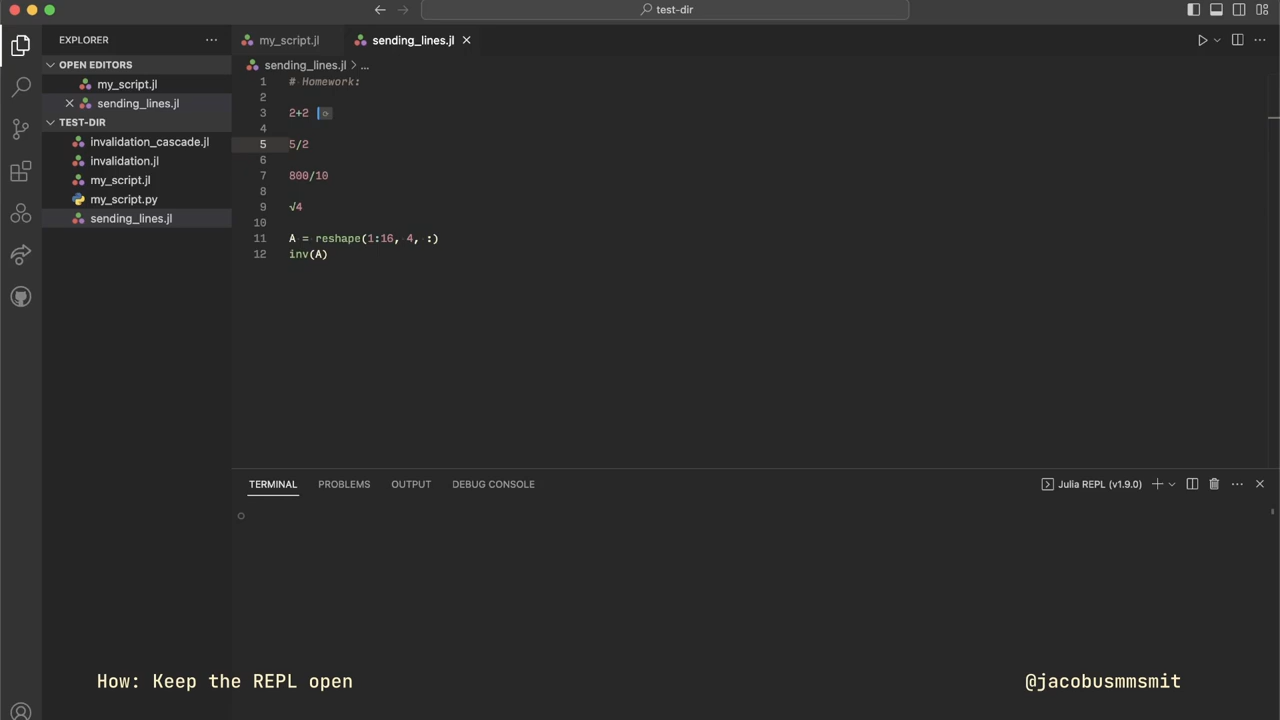 test-dir
EXPLORER
OPEN EDITORS
my_script.jl
sending_lines.jl
TEST-DIR
invalidation_cascade.jl
invalidation.jl
my_script.jl
my_script.py
sending_lines.jl
my_script.jl
sending_lines.jl
sending_lines.jl > ...
1 # Homework:
2
3 2+2
4
5 5/2
6
7 800/10
8
9 √4
10
11 A = reshape(1:16, 4, :)
12 inv(A)
TERMINAL PROBLEMS OUTPUT DEBUG CONSOLE
Julia REPL (v1.9.0)
How: Keep the REPL open
@jacobusmmsmit